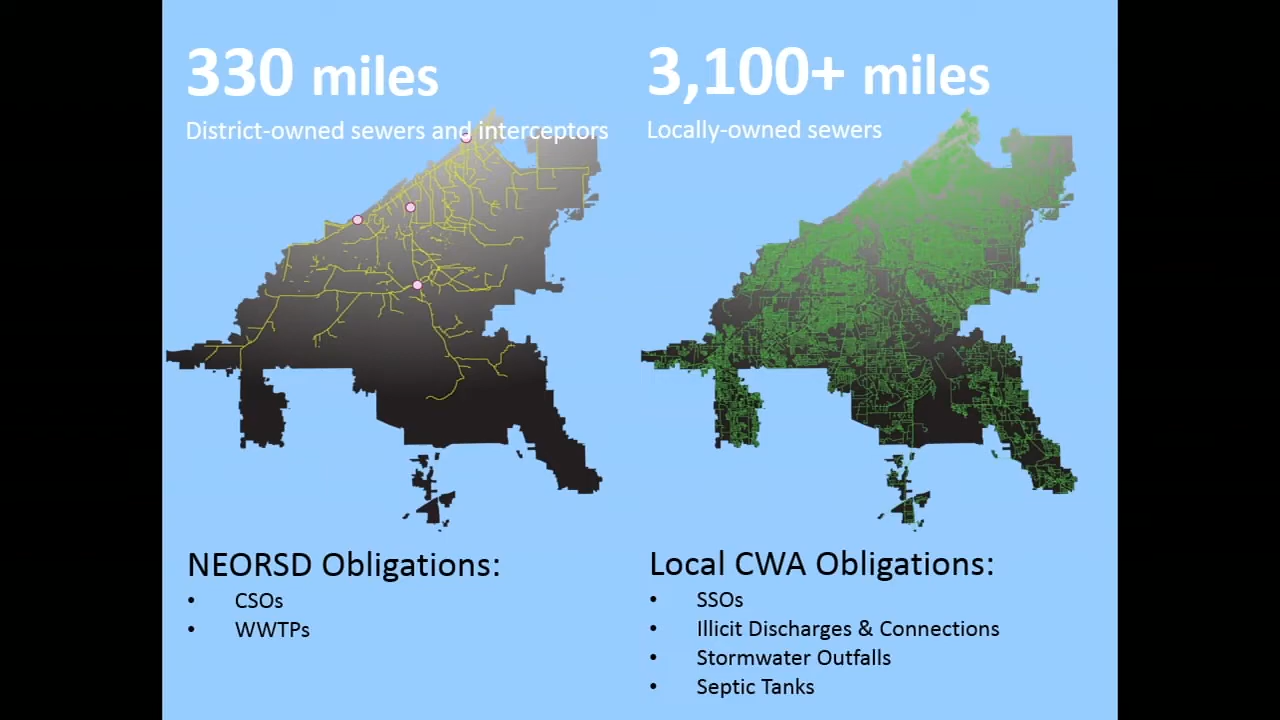 330 miles
District-owned sewers and interceptors
NEORSD Obligations:
• CSOs
• WWTPs
3,100+ miles
Locally-owned sewers
Local CWA Obligations:
• SSOs
• Illicit Discharges & Connections
• Stormwater Outfalls
• Septic Tanks